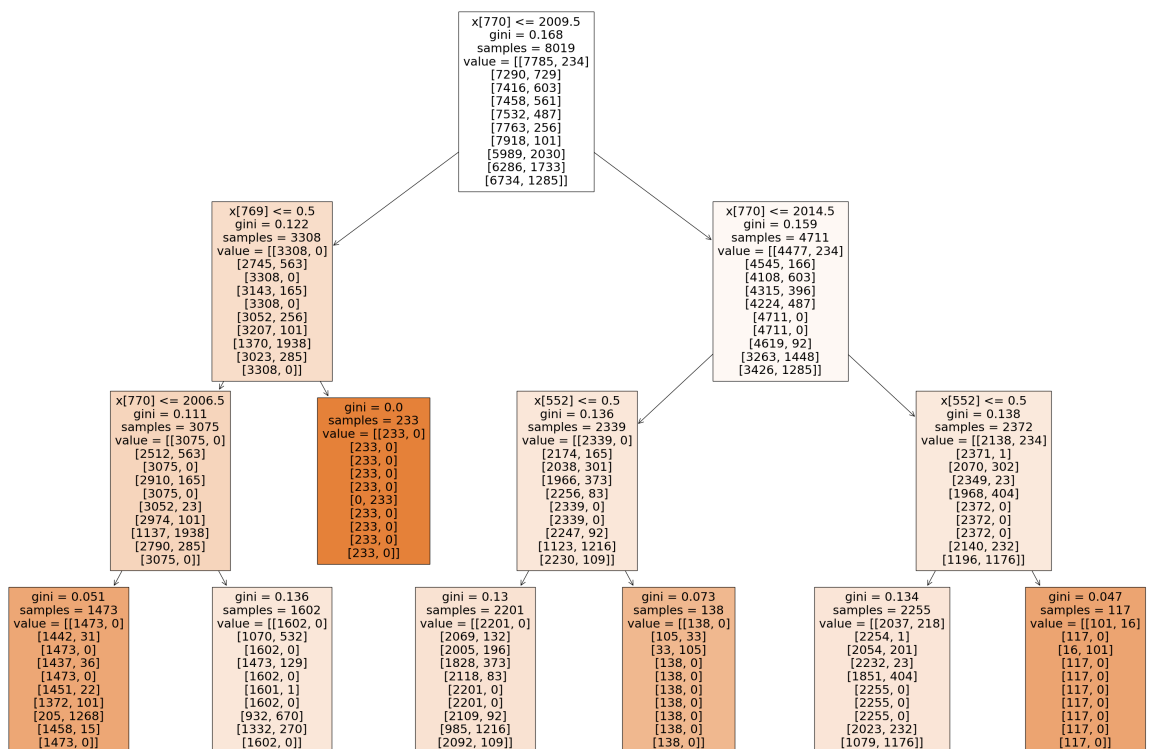 x[770] <= 2009.5
gini = 0.168
samples = 8019
value = [[7785, 234]
[7290, 729]
[7416, 603]
[7458, 561]
[7532, 487]
[7763, 256]
[7918, 101]
[5989, 2030]
[6286, 1733]
[6734, 1285]]
x[769] <= 0.5
gini = 0.122
samples = 3308
value = [[3308, 0]
[2745, 563]
[3308, 0]
[3143, 165]
[3308, 0]
[3052, 256]
[3207, 101]
[1370, 1938]
[3023, 285]
[3308, 0]]
x[770] <= 2014.5
gini = 0.159
samples = 4711
value = [[4477, 234]
[4545, 166]
[4108, 603]
[4315, 396]
[4224, 487]
[4711, 0]
[4711, 0]
[4619, 92]
[3263, 1448]
[3426, 1285]]
x[770] <= 2006.5
gini = 0.111
samples = 3075
value = [[3075, 0]
[2512, 563]
[3075, 0]
[2910, 165]
[3075, 0]
[3052, 23]
[2974, 101]
[1137, 1938]
[2790, 285]
[3075, 0]]
gini = 0.0
samples = 233
value = [[233, 0]
[233, 0]
[233, 0]
[233, 0]
[233, 0]
[0, 233]
[233, 0]
[233, 0]
[233, 0]
[233, 0]]
x[552] <= 0.5
gini = 0.136
samples = 2339
value = [[2339, 0]
[2174, 165]
[2038, 301]
[1966, 373]
[2256, 83]
[2339, 0]
[2339, 0]
[2247, 92]
[1123, 1216]
[2230, 109]]
x[552] <= 0.5
gini = 0.138
samples = 2372
value = [[2138, 234]
[2371, 1]
[2070, 302]
[2349, 23]
[1968, 404]
[2372, 0]
[2372, 0]
[2372, 0]
[2140, 232]
[1196, 1176]]
gini = 0.051
samples = 1473
value = [[1473, 0]
[1442, 31]
[1473, 0]
[1437, 36]
[1473, 0]
[1451, 22]
[1372, 101]
[205, 1268]
[1458, 15]
[1473, 0]]
gini = 0.136
samples = 1602
value = [[1602, 0]
[1070, 532]
[1602, 0]
[1473, 129]
[1602, 0]
[1601, 1]
[1602, 0]
[932, 670]
[1332, 270]
[1602, 0]]
gini = 0.13
samples = 2201
value = [[2201, 0]
[2069, 132]
[2005, 196]
[1828, 373]
[2118, 83]
[2201, 0]
[2201, 0]
[2109, 92]
[985, 1216]
[2092, 109]]
gini = 0.073
samples = 138
value = [[138, 0]
[105, 33]
[33, 105]
[138, 0]
[138, 0]
[138, 0]
[138, 0]
[138, 0]
[138, 0]
[138, 0]]
gini = 0.134
samples = 2255
value = [[2037, 218]
[2254, 1]
[2054, 201]
[2232, 23]
[1851, 404]
[2255, 0]
[2255, 0]
[2255, 0]
[2023, 232]
[1079, 1176]]
gini = 0.047
samples = 117
value = [[101, 16]
[117, 0]
[16, 101]
[117, 0]
[117, 0]
[117, 0]
[117, 0]
[117, 0]
[117, 0]
[117, 0]]